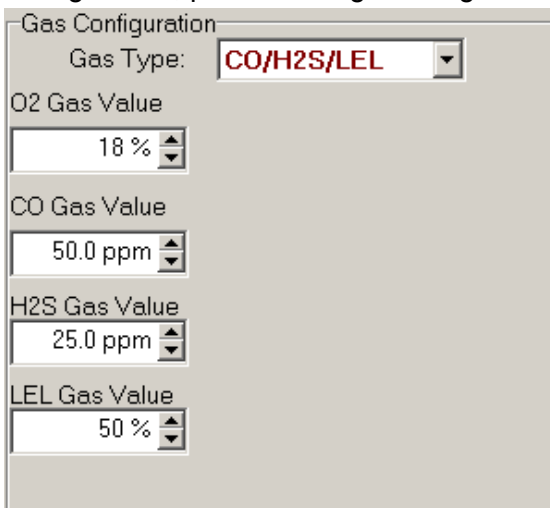 Gas Configuration
Gas Type: CO/H2S/LEL
O2 Gas Value
18 %
CO Gas Value
50.0 ppm
H2S Gas Value
25.0 ppm
LEL Gas Value
50 %